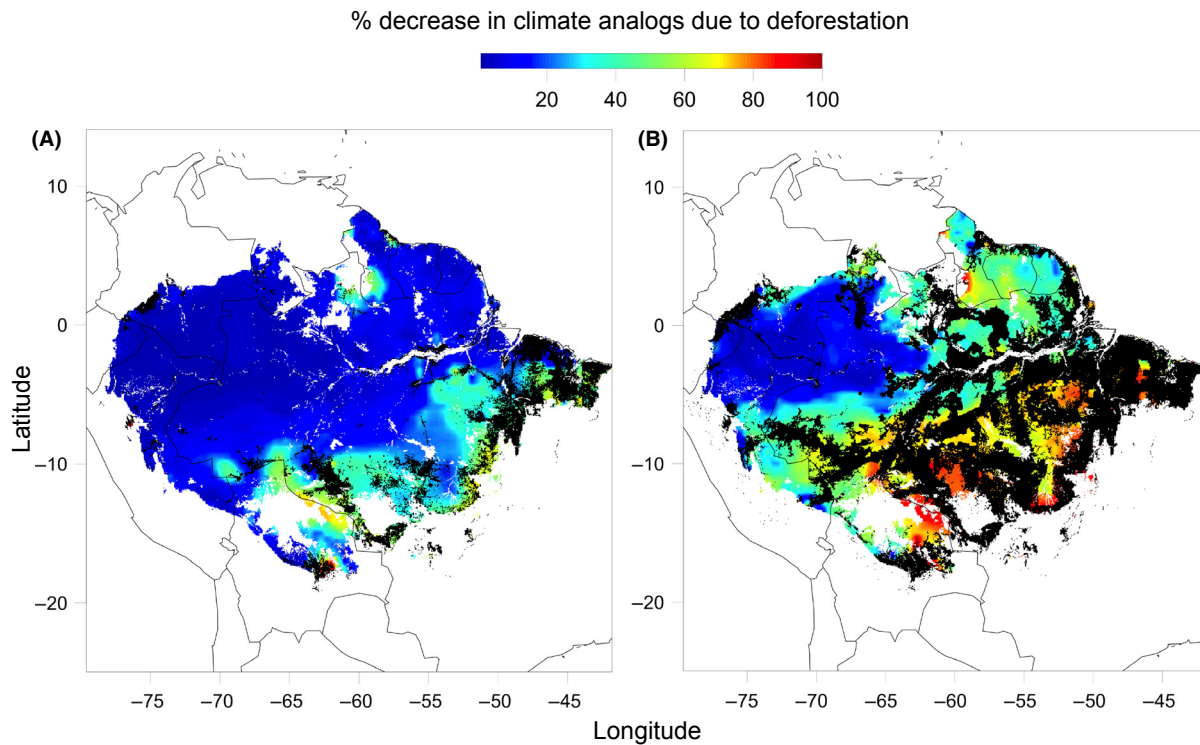 % decrease in climate analogs due to deforestation
20 40 60 80 100
(A) (B)
10 10
0 0
Latitude
–10 –10
–20 –20
–75 –70 –65 –60 –55 –50 –45 –75 –70 –65 –60 –55 –50 –45
Longitude